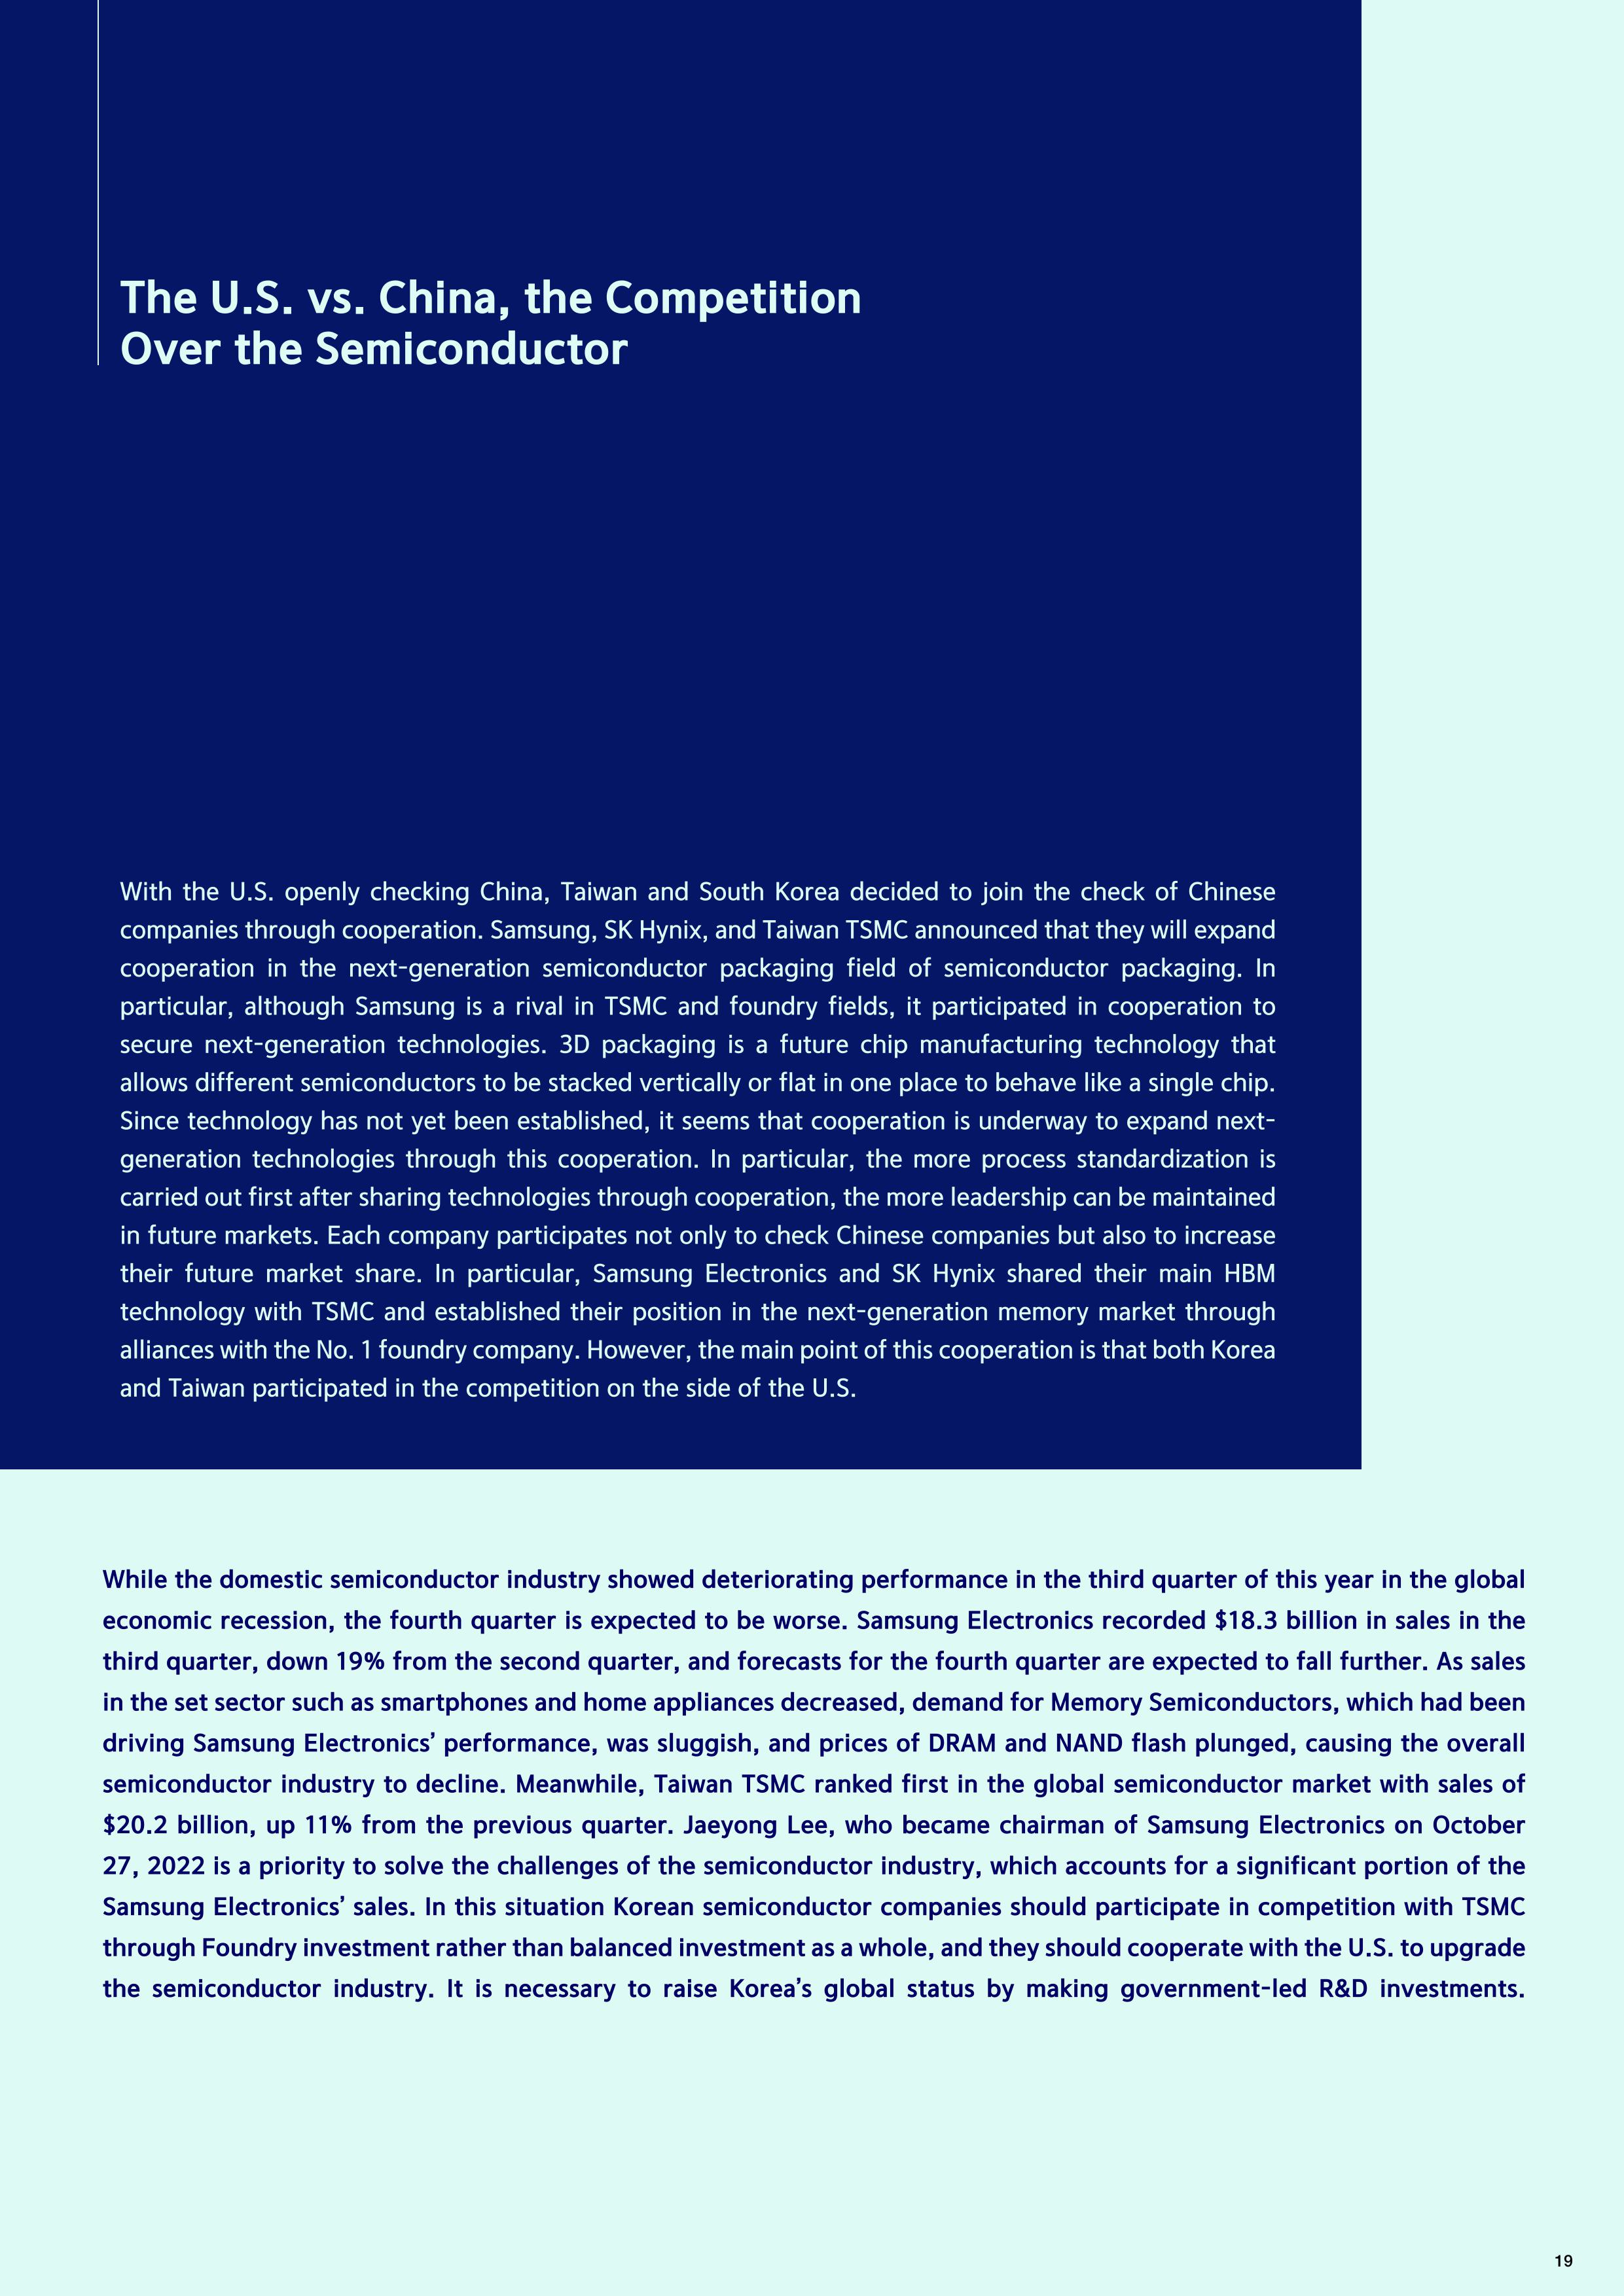 The U.S. vs. China, the Competition
Over the Semiconductor
With the U.S. openly checking China, Taiwan and South Korea decided to join the check of Chinese
companies through cooperation. Samsung, SK Hynix, and Taiwan TSMC announced that they will expand
cooperation in the next-generation semiconductor packaging field of semiconductor packaging. In
particular, although Samsung is a rival in TSMC and foundry fields, it participated in cooperation to
secure next-generation technologies. 3D packaging is a future chip manufacturing technology that
allows different semiconductors to be stacked vertically or flat in one place to behave like a single chip.
Since technology has not yet been established, it seems that cooperation is underway to expand next-
generation technologies through this cooperation. In particular, the more process standardization is
carried out first after sharing technologies through cooperation, the more leadership can be maintained
in future markets. Each company participates not only to check Chinese companies but also to increase
their future market share. In particular, Samsung Electronics and SK Hynix shared their main HBM
technology with TSMC and established their position in the next-generation memory market through
alliances with the No. 1 foundry company. However, the main point of this cooperation is that both Korea
and Taiwan participated in the competition on the side of the U.S.
While the domestic semiconductor industry showed deteriorating performance in the third quarter of this year in the global
economic recession, the fourth quarter is expected to be worse. Samsung Electronics recorded $18.3 billion in sales in the
third quarter, down 19% from the second quarter, and forecasts for the fourth quarter are expected to fall further. As sales
in the set sector such as smartphones and home appliances decreased, demand for Memory Semiconductors, which had been
driving Samsung Electronics’ performance, was sluggish, and prices of DRAM and NAND flash plunged, causing the overall
semiconductor industry to decline. Meanwhile, Taiwan TSMC ranked first in the global semiconductor market with sales of
$20.2 billion, up 11% from the previous quarter. Jaeyong Lee, who became chairman of Samsung Electronics on October
27, 2022 is a priority to solve the challenges of the semiconductor industry, which accounts for a significant portion of the
Samsung Electronics’ sales. In this situation Korean semiconductor companies should participate in competition with TSMC
through Foundry investment rather than balanced investment as a whole, and they should cooperate with the U.S. to upgrade
the semiconductor industry. It is necessary to raise Korea’s global status by making government-led R&D investments.
19